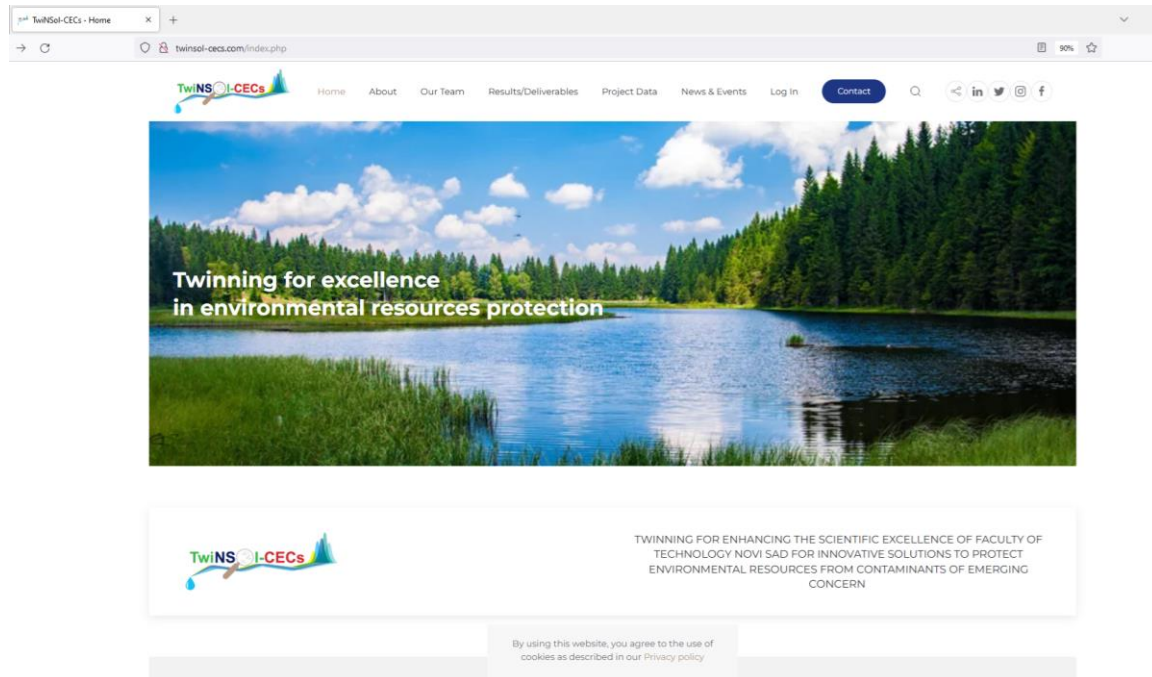 TwiNSol-CECs - Home
twinsol-cecs.com/index.php
90%
TwiNSOl-CECs
Home About Our Team Results/Deliverables Project Data News & Events Log In Contact
Twinning for excellence
in environmental resources protection
TwiNSOl-CECs
TWINNING FOR ENHANCING THE SCIENTIFIC EXCELLENCE OF FACULTY OF
TECHNOLOGY NOVI SAD FOR INNOVATIVE SOLUTIONS TO PROTECT
ENVIRONMENTAL RESOURCES FROM CONTAMINANTS OF EMERGING
CONCERN
By using this website, you agree to the use of
cookies as described in our Privacy policy